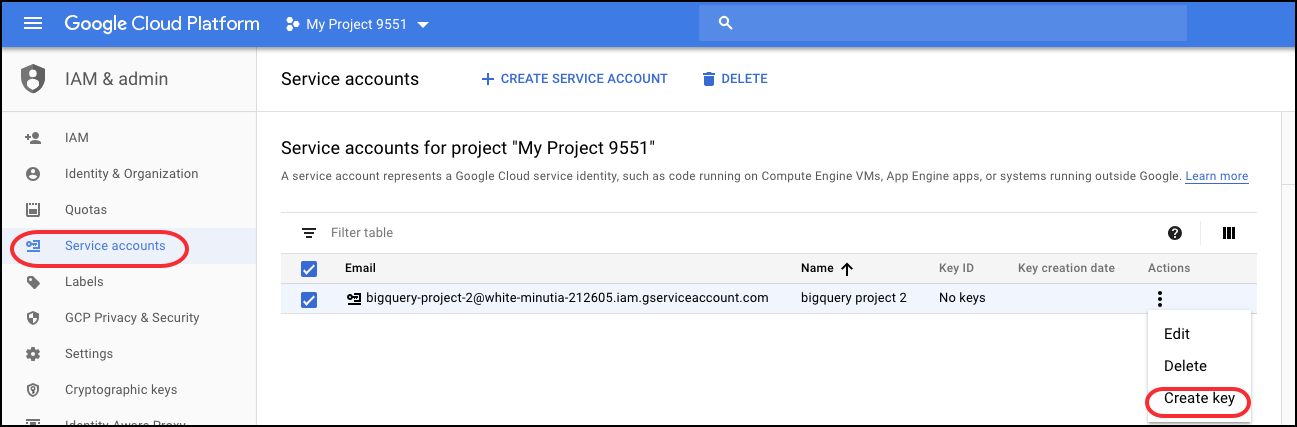 Google Cloud Platform
My Project 9551
IAM & admin
Service accounts
CREATE SERVICE ACCOUNT
DELETE
IAM
Identity & Organization
Quotas
Service accounts
Labels
GCP Privacy & Security
Settings
Cryptographic keys
Identity-Aware Proxy
Service accounts for project "My Project 9551"
A service account represents a Google Cloud service identity, such as code running on Compute Engine VMs, App Engine apps, or systems running outside Google. Learn more
Filter table
Email Name Key ID Key creation date Actions
bigquery-project-2@white-minutia-212605.iam.gserviceaccount.com bigquery project 2 No keys
Edit
Delete
Create key